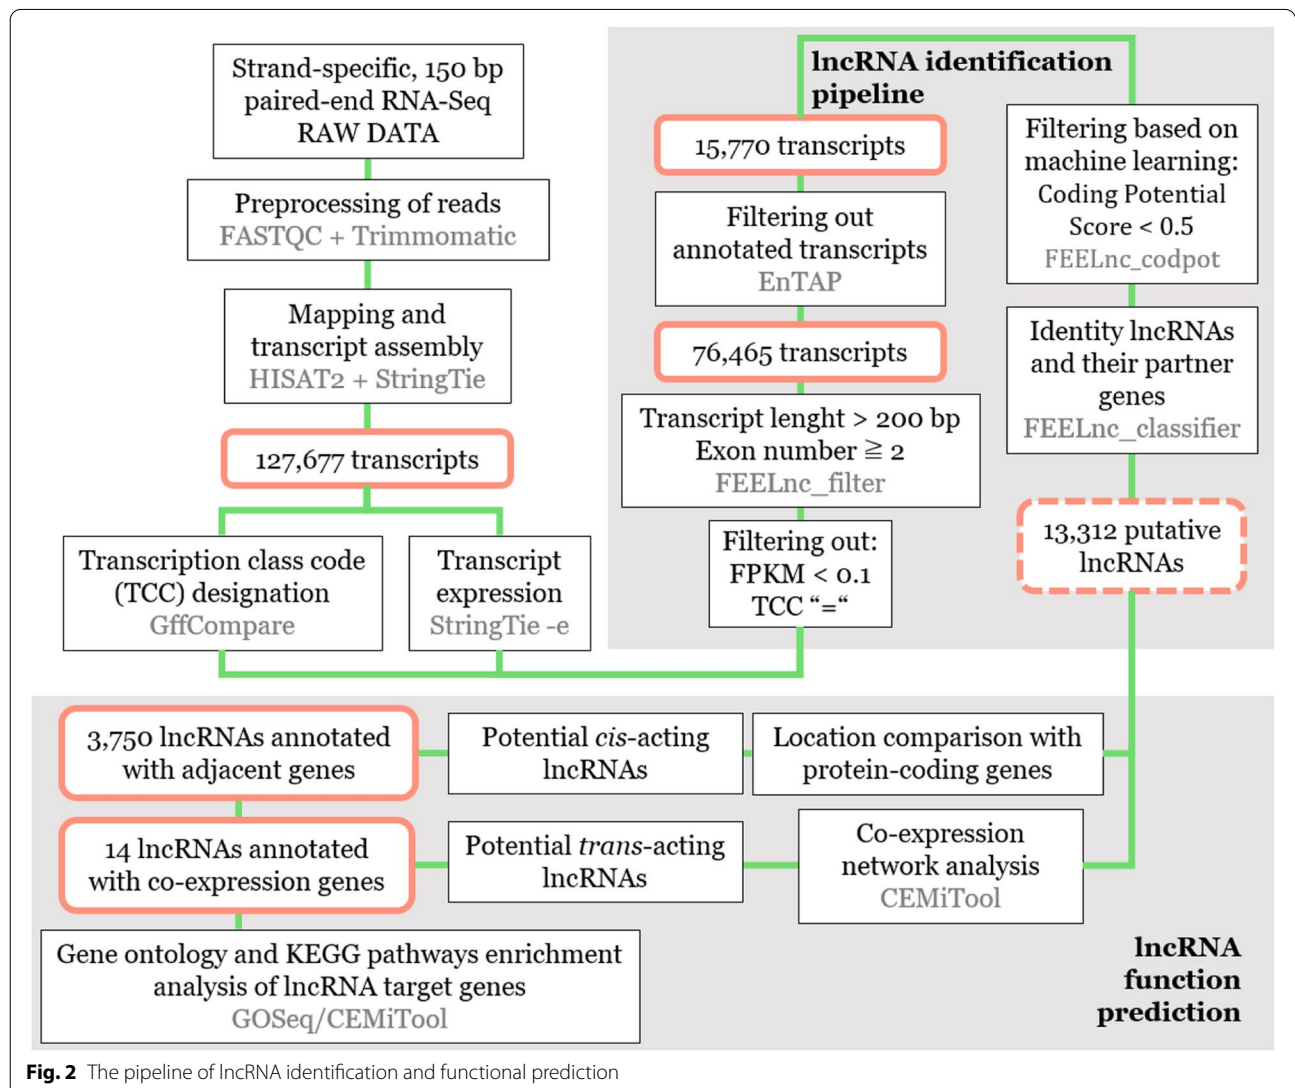 Strand-specific, 150 bp
paired-end RNA-Seq
RAW DATA
Preprocessing of reads
FASTQC + Trimmomatic
Mapping and
transcript assembly
HISAT2 + StringTie
127,677 transcripts
Transcription class code
(TCC) designation
GffCompare
Transcript
expression
StringTie -e
lncRNA identification
pipeline
15,770 transcripts
Filtering out
annotated transcripts
EnTAP
76,465 transcripts
Transcript lenght > 200 bp
Exon number ≧ 2
FEELnc_filter
Filtering out:
FPKM < 0.1
TCC “=“
Filtering based on
machine learning:
Coding Potential
Score < 0.5
FEELnc_codpot
Identity lncRNAs
and their partner
genes
FEELnc_classifier
13,312 putative
lncRNAs
3,750 lncRNAs annotated
with adjacent genes
Potential cis-acting
lncRNAs
Location comparison with
protein-coding genes
14 lncRNAs annotated
with co-expression genes
Potential trans-acting
lncRNAs
Co-expression
network analysis
CEMiTool
Gene ontology and KEGG pathways enrichment
analysis of lncRNA target genes
GOSeq/CEMiTool
lncRNA
function
prediction
Fig. 2 The pipeline of lncRNA identification and functional prediction